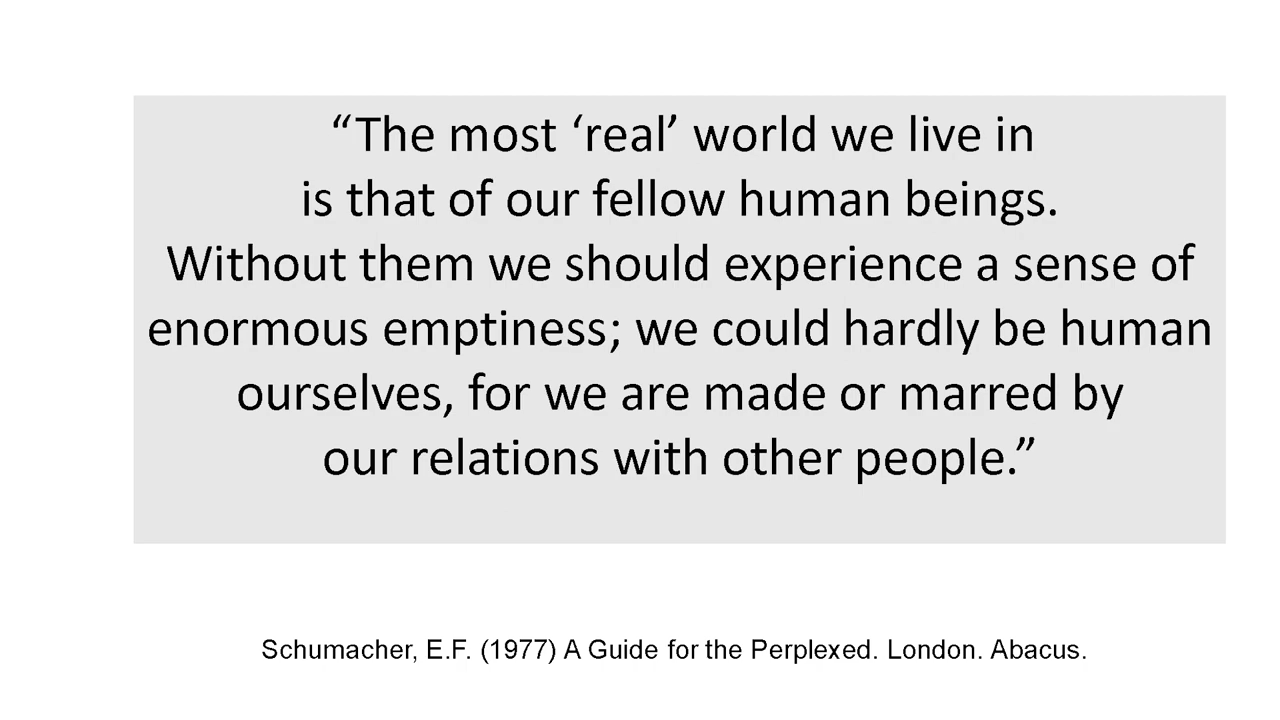 “The most ‘real’ world we live in
is that of our fellow human beings.
Without them we should experience a sense of
enormous emptiness; we could hardly be human
ourselves, for we are made or marred by
our relations with other people.”
Schumacher, E.F. (1977) A Guide for the Perplexed. London. Abacus.